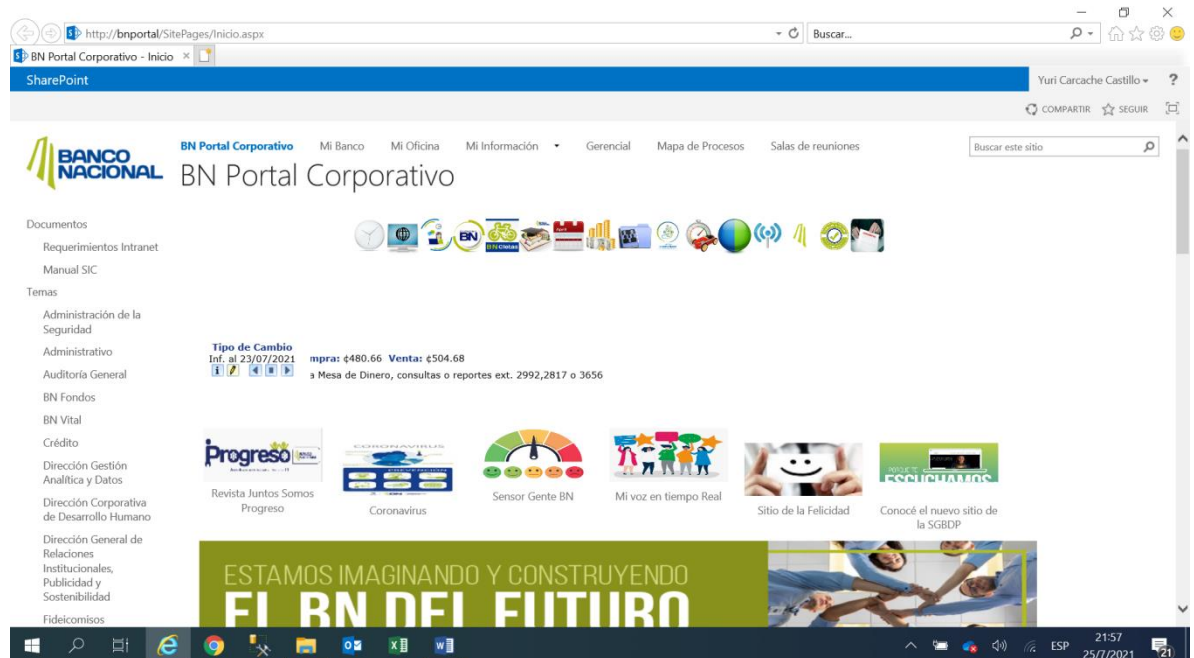 http://bnportal/SitePages/Inicio.aspx
Buscar...
BN Portal Corporativo - Inicio
SharePoint
Yuri Carcache Castillo
?
COMPARTIR
SEGUIR
BANCO
NACIONAL
BN Portal Corporativo
Mi Banco
Mi Oficina
Mi Información
Gerencial
Mapa de Procesos
Salas de reuniones
Buscar este sitio
BN Portal Corporativo
Documentos
Requerimientos Intranet
Manual SIC
Temas
Administración de la
Seguridad
Administrativo
Auditoría General
BN Fondos
BN Vital
Crédito
Dirección Gestión
Analítica y Datos
Dirección Corporativa
de Desarrollo Humano
Dirección General de
Relaciones
Institucionales,
Publicidad y
Sostenibilidad
Fideicomisos
BN
Tipo de Cambio
Inf. al 23/07/2021
mpra: ¢480.66 Venta: ¢504.68
a Mesa de Dinero, consultas o reportes ext. 2992,2817 o 3656
Progreso
Revista Juntos Somos
Progreso
CORONAVIRUS
PREVENCIÓN
Coronavirus
Sensor Gente BN
Mi voz en tiempo Real
Sitio de la Felicidad
ESCUCHAMOS
Conocé el nuevo sitio de
la SGBDP
ESTAMOS IMAGINANDO Y CONSTRUYENDO
EL BN DEL FUTURO
ESP
21:57
25/7/2021
21